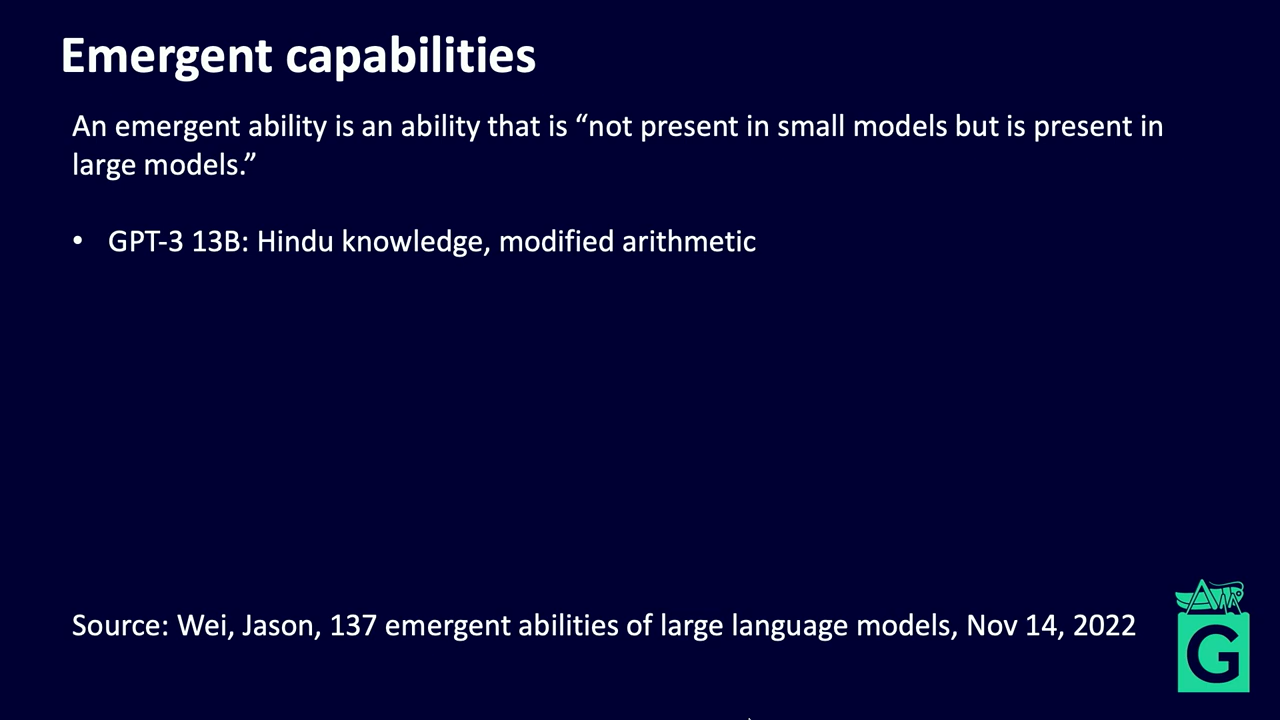 Emergent capabilities
An emergent ability is an ability that is “not present in small models but is present in
large models.”
• GPT-3 13B: Hindu knowledge, modified arithmetic
Source: Wei, Jason, 137 emergent abilities of large language models, Nov 14, 2022
G